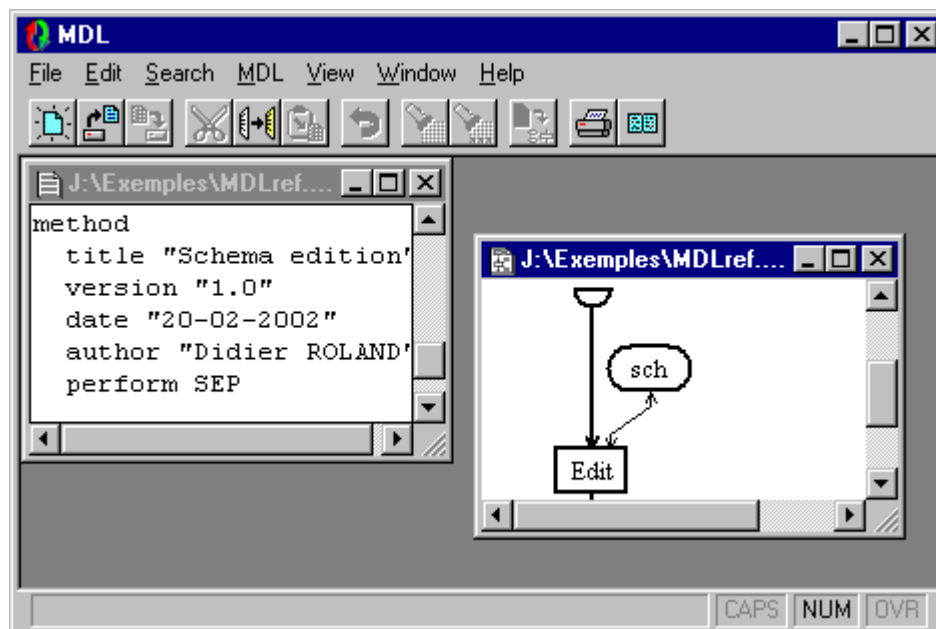 MDL
File Edit Search MDL View Window Help
J:\Exemples\MDLref....
method
title "Schema edition"
version "1.0"
date "20-02-2002"
author "Didier ROLAND"
perform SEP
J:\Exemples\MDLref....
sch
Edit
CAPS NUM OVR